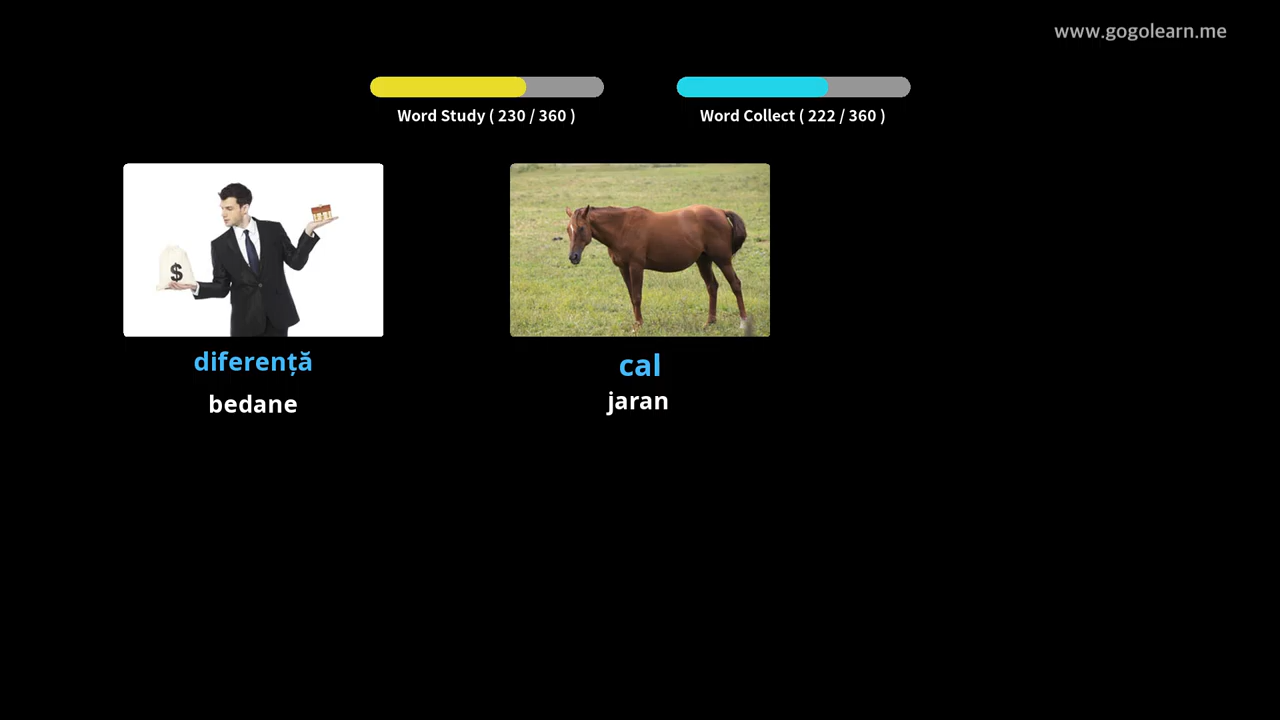 www.gogolearn.me
Word Study ( 230 / 360 )
Word Collect ( 222 / 360 )
$
diferență
bedane
cal
jaran